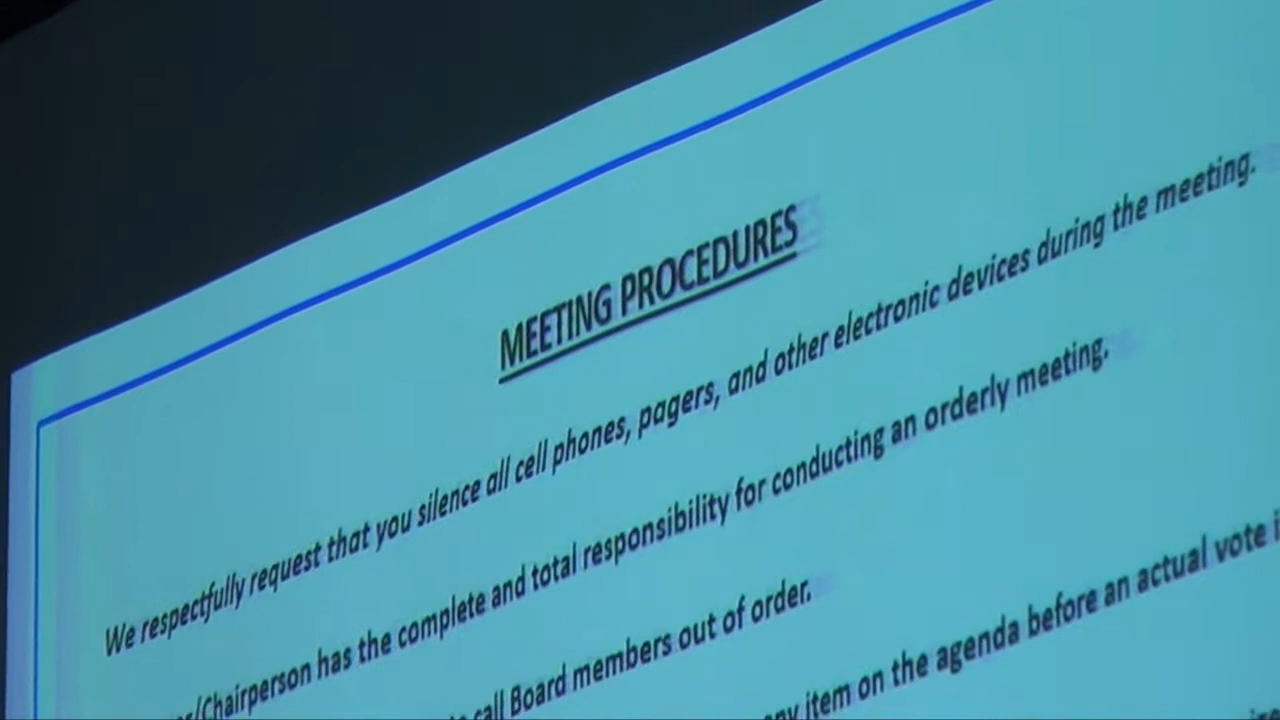 MEETING PROCEDURES
We respectfully request that you silence all cell phones, pagers, and other electronic devices during the meeting.
/Chairperson has the complete and total responsibility for conducting an orderly meeting.
call Board members out of order.
item on the agenda before an actual vote